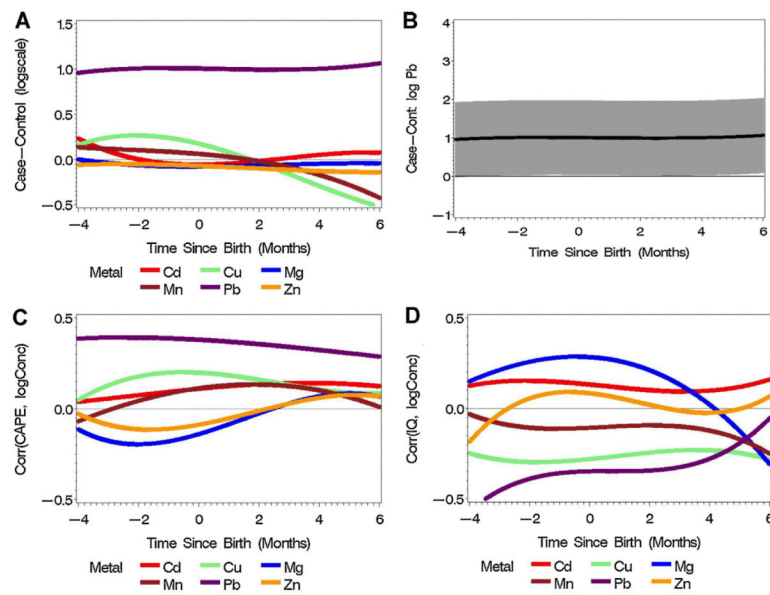 A
Case−Control (logscale)
1.5
1.0
0.5
0.0
−0.5
−4 −2 0 2 4 6
Time Since Birth (Months)
Metal Cd Cu Mg
Mn Pb Zn
B
Case−Cont log Pb
4
3
2
1
0
−1
−4 −2 0 2 4 6
Time Since Birth (Months)
C
Corr(CAPE, logConc)
0.5
0.0
−0.5
−4 −2 0 2 4 6
Time Since Birth (Months)
Metal Cd Cu Mg
Mn Pb Zn
D
Corr(IQ, logConc)
0.5
0.0
−0.5
−4 −2 0 2 4 6
Time Since Birth (Months)
Metal Cd Cu Mg
Mn Pb Zn